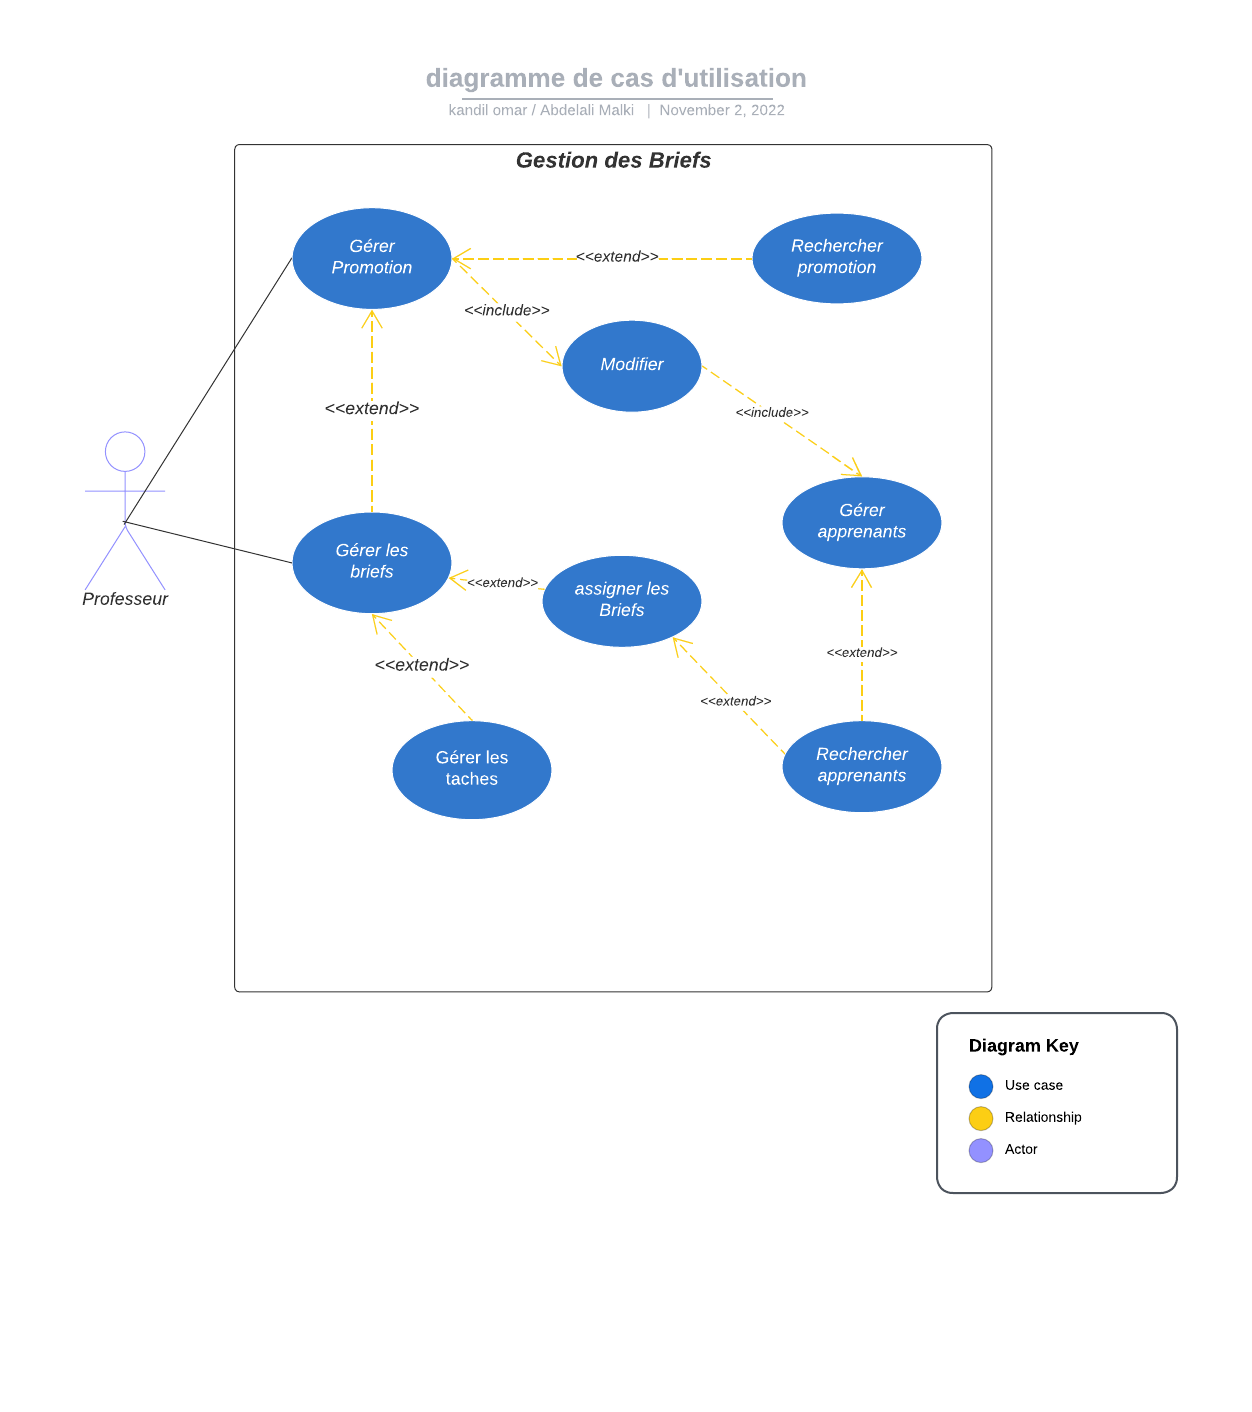 diagramme de cas d'utilisation
kandil omar / Abdelali Malki | November 2, 2022
Gestion des Briefs
Gérer
Promotion
<<extend>>
Rechercher
promotion
<<include>>
Modifier
<<include>>
<<extend>>
Gérer
apprenants
Professeur
Gérer les
briefs
<<extend>>
assigner les
Briefs
<<extend>>
<<extend>>
<<extend>>
Gérer les
taches
Rechercher
apprenants
Diagram Key
Use case
Relationship
Actor